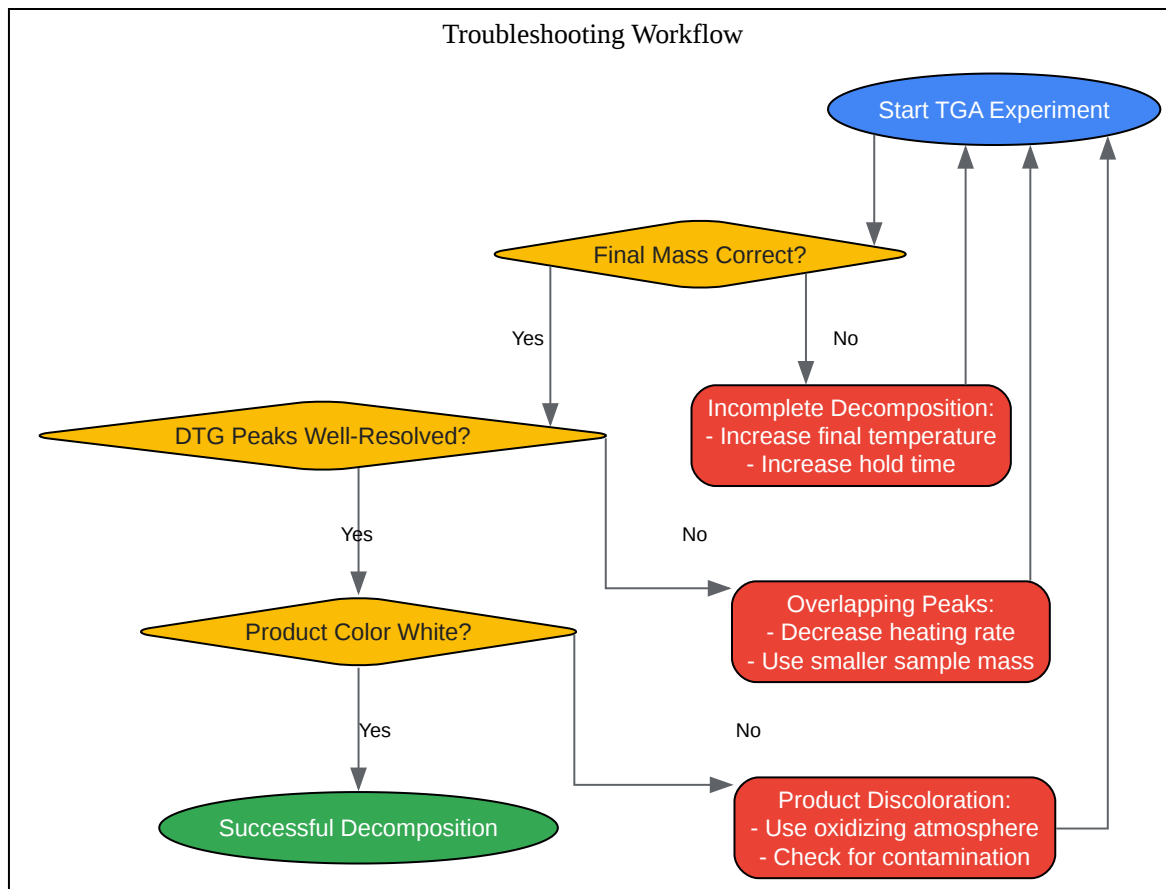 Troubleshooting Workflow
Start TGA Experiment
Final Mass Correct?
Yes
No
Incomplete Decomposition:
- Increase final temperature
- Increase hold time
DTG Peaks Well-Resolved?
Yes
No
Overlapping Peaks:
- Decrease heating rate
- Use smaller sample mass
Product Color White?
Yes
No
Product Discoloration:
- Use oxidizing atmosphere
- Check for contamination
Successful Decomposition